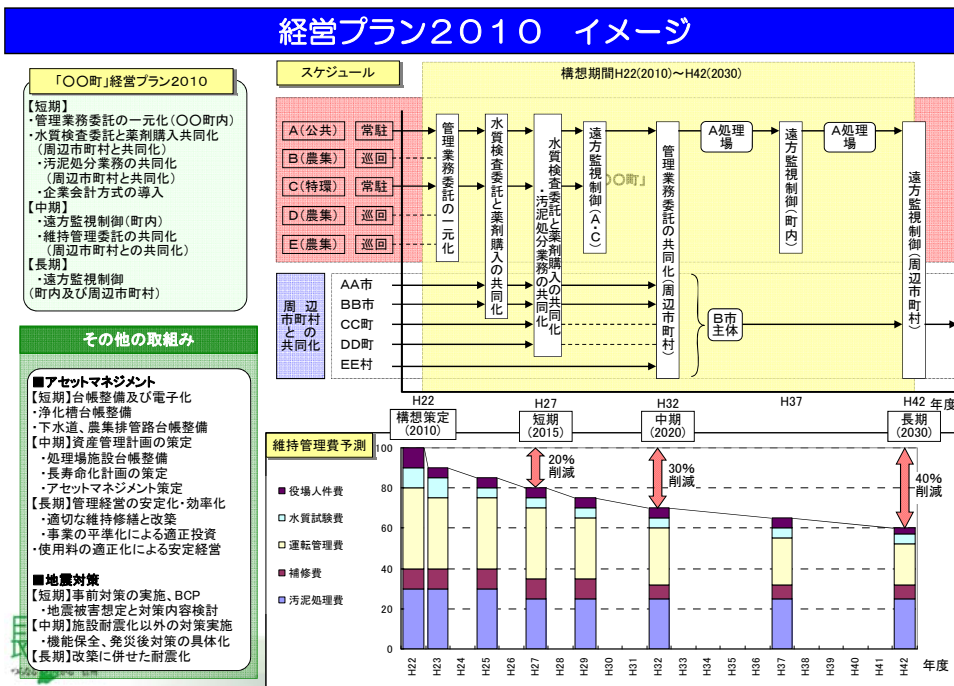 経営プラン2010 イメージ
「〇〇町」経営プラン2010
【短期】
・管理業務委託の一元化(〇〇町内)
・水質検査委託と薬剤購入共同化
(周辺市町村と共同化)
・汚泥処分業務の共同化
(周辺市町村と共同化)
・企業会計方式の導入
【中期】
・遠方監視制御(町内)
・維持管理委託の共同化
(周辺市町村との共同化)
【長期】
・遠方監視制御
(町内及び周辺市町村)
その他の取組み
■アセットマネジメント
【短期】台帳整備及び電子化
・浄化槽台帳整備
・下水道、農集排管路台帳整備
【中期】資産管理計画の策定
・処理場施設台帳整備
・長寿命化計画の策定
・アセットマネジメント策定
【長期】管理経営の安定化・効率化
・適切な維持修繕と改築
・事業の平準化による適正投資
・使用料の適正化による安定経営
■地震対策
【短期】事前対策の実施、BCP
・地震被害想定と対策内容検討
【中期】施設耐震化以外の対策実施
・機能保全、発災後対策の具体化
【長期】改築に併せた耐震化
スケジュール
構想期間H22(2010)～H42(2030)
A(公共) 常駐
B(農集) 巡回
C(特環) 常駐
D(農集) 巡回
E(農集) 巡回
周辺
市町村
との
共同化
AA市
BB市
CC町
DD町
EE村
管理業務委託の一元化
水質検査委託と薬剤購入の共同化
水質検査委託と薬剤購入の共同化
・汚泥処分業務の共同化
遠方監視制御(A・C)
〇〇町」
管理業務委託の共同化(周辺市町村)
A処理場
遠方監視制御(町内)
A処理場
B市
主体
遠方監視制御(周辺市町村)
H22 H27 H32 H37 H42 年度
構想策定
(2010)
短期
(2015)
中期
(2020)
長期
(2030)
維持管理費予測
20%
削減
30%
削減
40%
削減
役場人件費
水質試験費
運転管理費
補修費
汚泥処理費
100
80
60
40
20
0
H22 H23 H24 H25 H26 H27 H28 H29 H30 H31 H32 H33 H34 H35 H36 H37 H38 H39 H40 H41 H42 年度